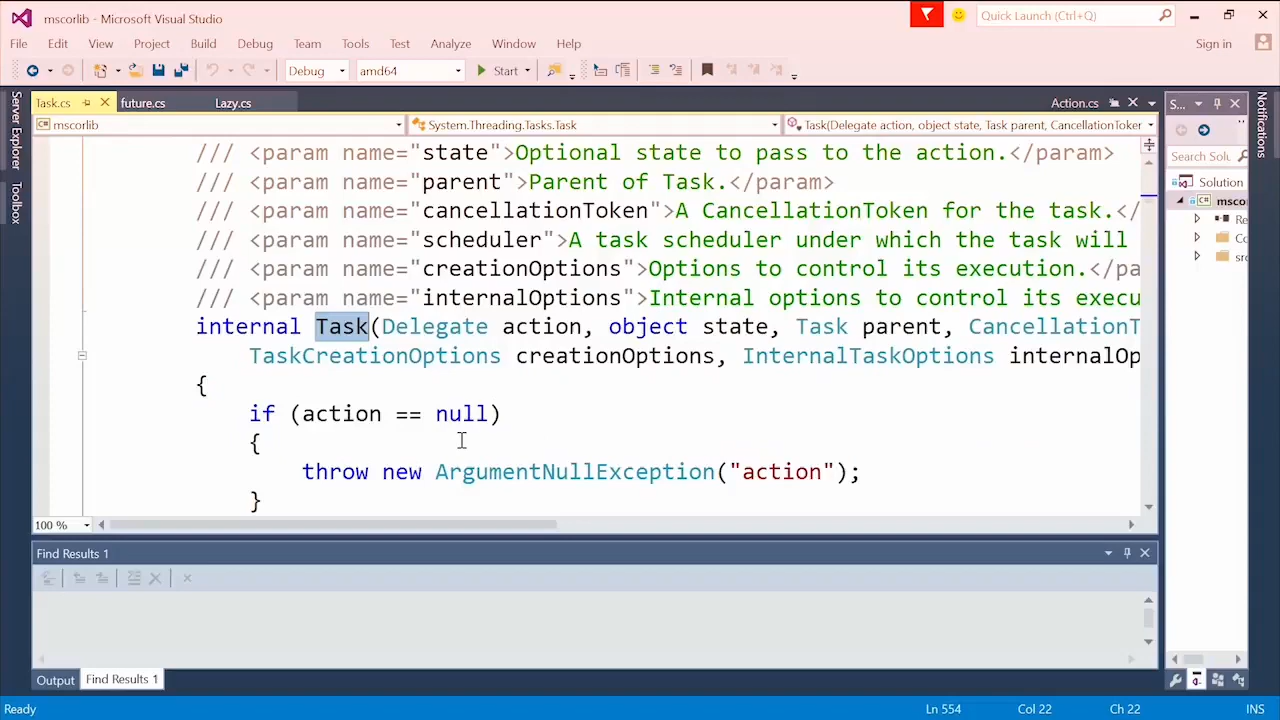 mscorlib - Microsoft Visual Studio
Quick Launch (Ctrl+Q)
File Edit View Project Build Debug Team Tools Test Analyze Window Help
Sign in
Debug amd64 Start
Server Explorer
Toolbox
Task.cs future.cs Lazy.cs Action.cs
mscorlib System.Threading.Tasks.Task Task(Delegate action, object state, Task parent, CancellationToken
/// <param name="state">Optional state to pass to the action.</param>
/// <param name="parent">Parent of Task.</param>
/// <param name="cancellationToken">A CancellationToken for the task.</
/// <param name="scheduler">A task scheduler under which the task will
/// <param name="creationOptions">Options to control its execution.</pa
/// <param name="internalOptions">Internal options to control its execu
internal Task(Delegate action, object state, Task parent, CancellationT
TaskCreationOptions creationOptions, InternalTaskOptions internalOp
{
if (action == null)
{
throw new ArgumentNullException("action");
}
100 %
Find Results 1
Output Find Results 1
S...
Search Solu
Solution
msco
Re
Co
src
Notifications
Ready Ln 554 Col 22 Ch 22 INS